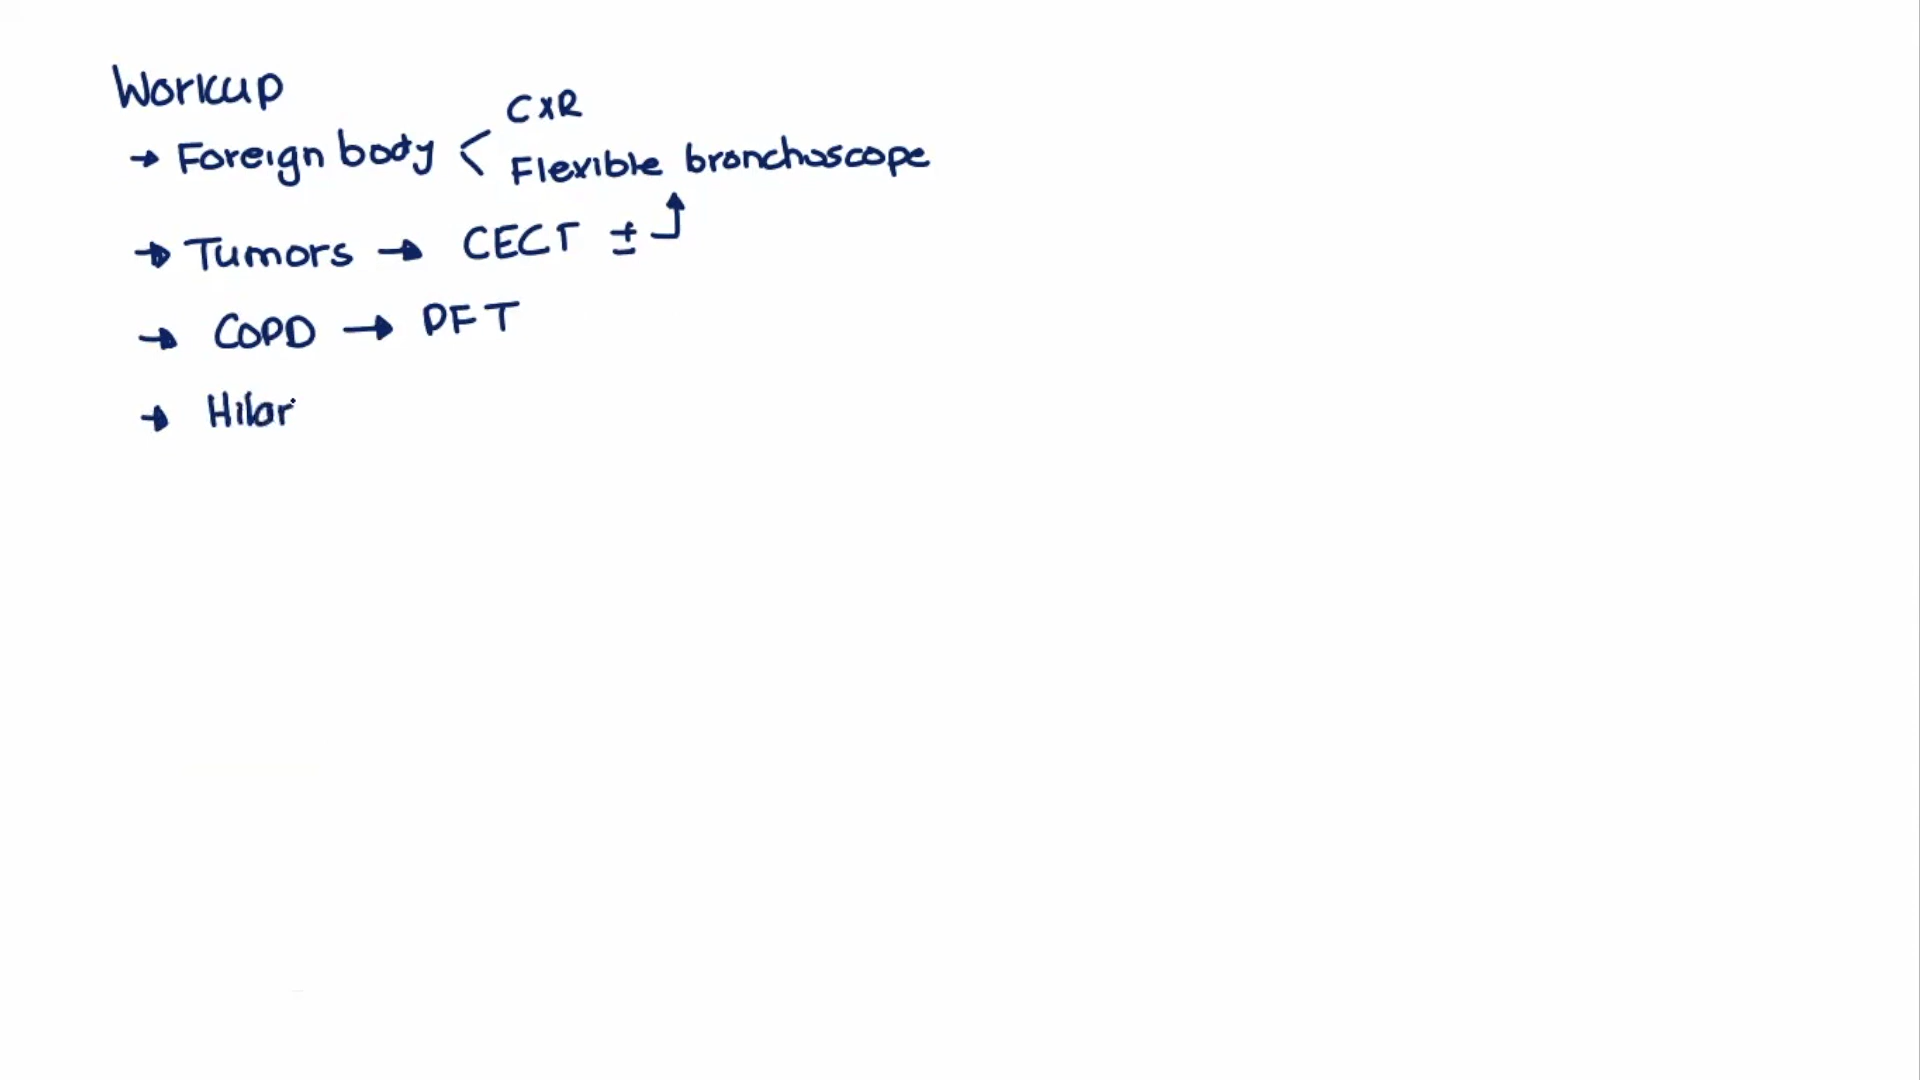 Workup
→ Foreign body < CXR
Flexible bronchoscope
→ Tumors → CECT ±
→ COPD → PFT
→ Hilar